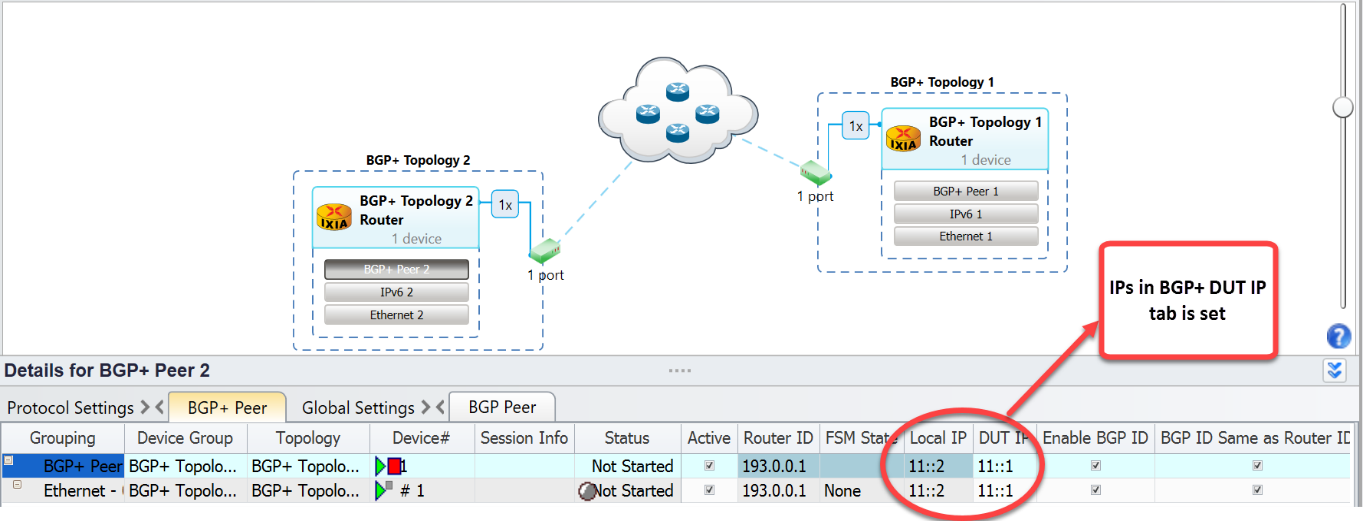 BGP+ Topology 1
1x
BGP+ Topology 1
Router
IXIA
1 device
1 port
BGP+ Peer 1
IPv6 1
Ethernet 1
BGP+ Topology 2
BGP+ Topology 2
Router
IXIA
1 device
1x
1 port
BGP+ Peer 2
IPv6 2
Ethernet 2
IPs in BGP+ DUT IP
tab is set
?
Details for BGP+ Peer 2
Protocol Settings BGP+ Peer Global Settings BGP Peer
Grouping Device Group Topology Device# Session Info Status Active Router ID FSM State Local IP DUT IP Enable BGP ID BGP ID Same as Router ID
BGP+ Peer BGP+ Topolo... BGP+ Topolo... 1 Not Started 193.0.0.1 11::2 11::1
Ethernet - BGP+ Topolo... BGP+ Topolo... # 1 Not Started 193.0.0.1 None 11::2 11::1